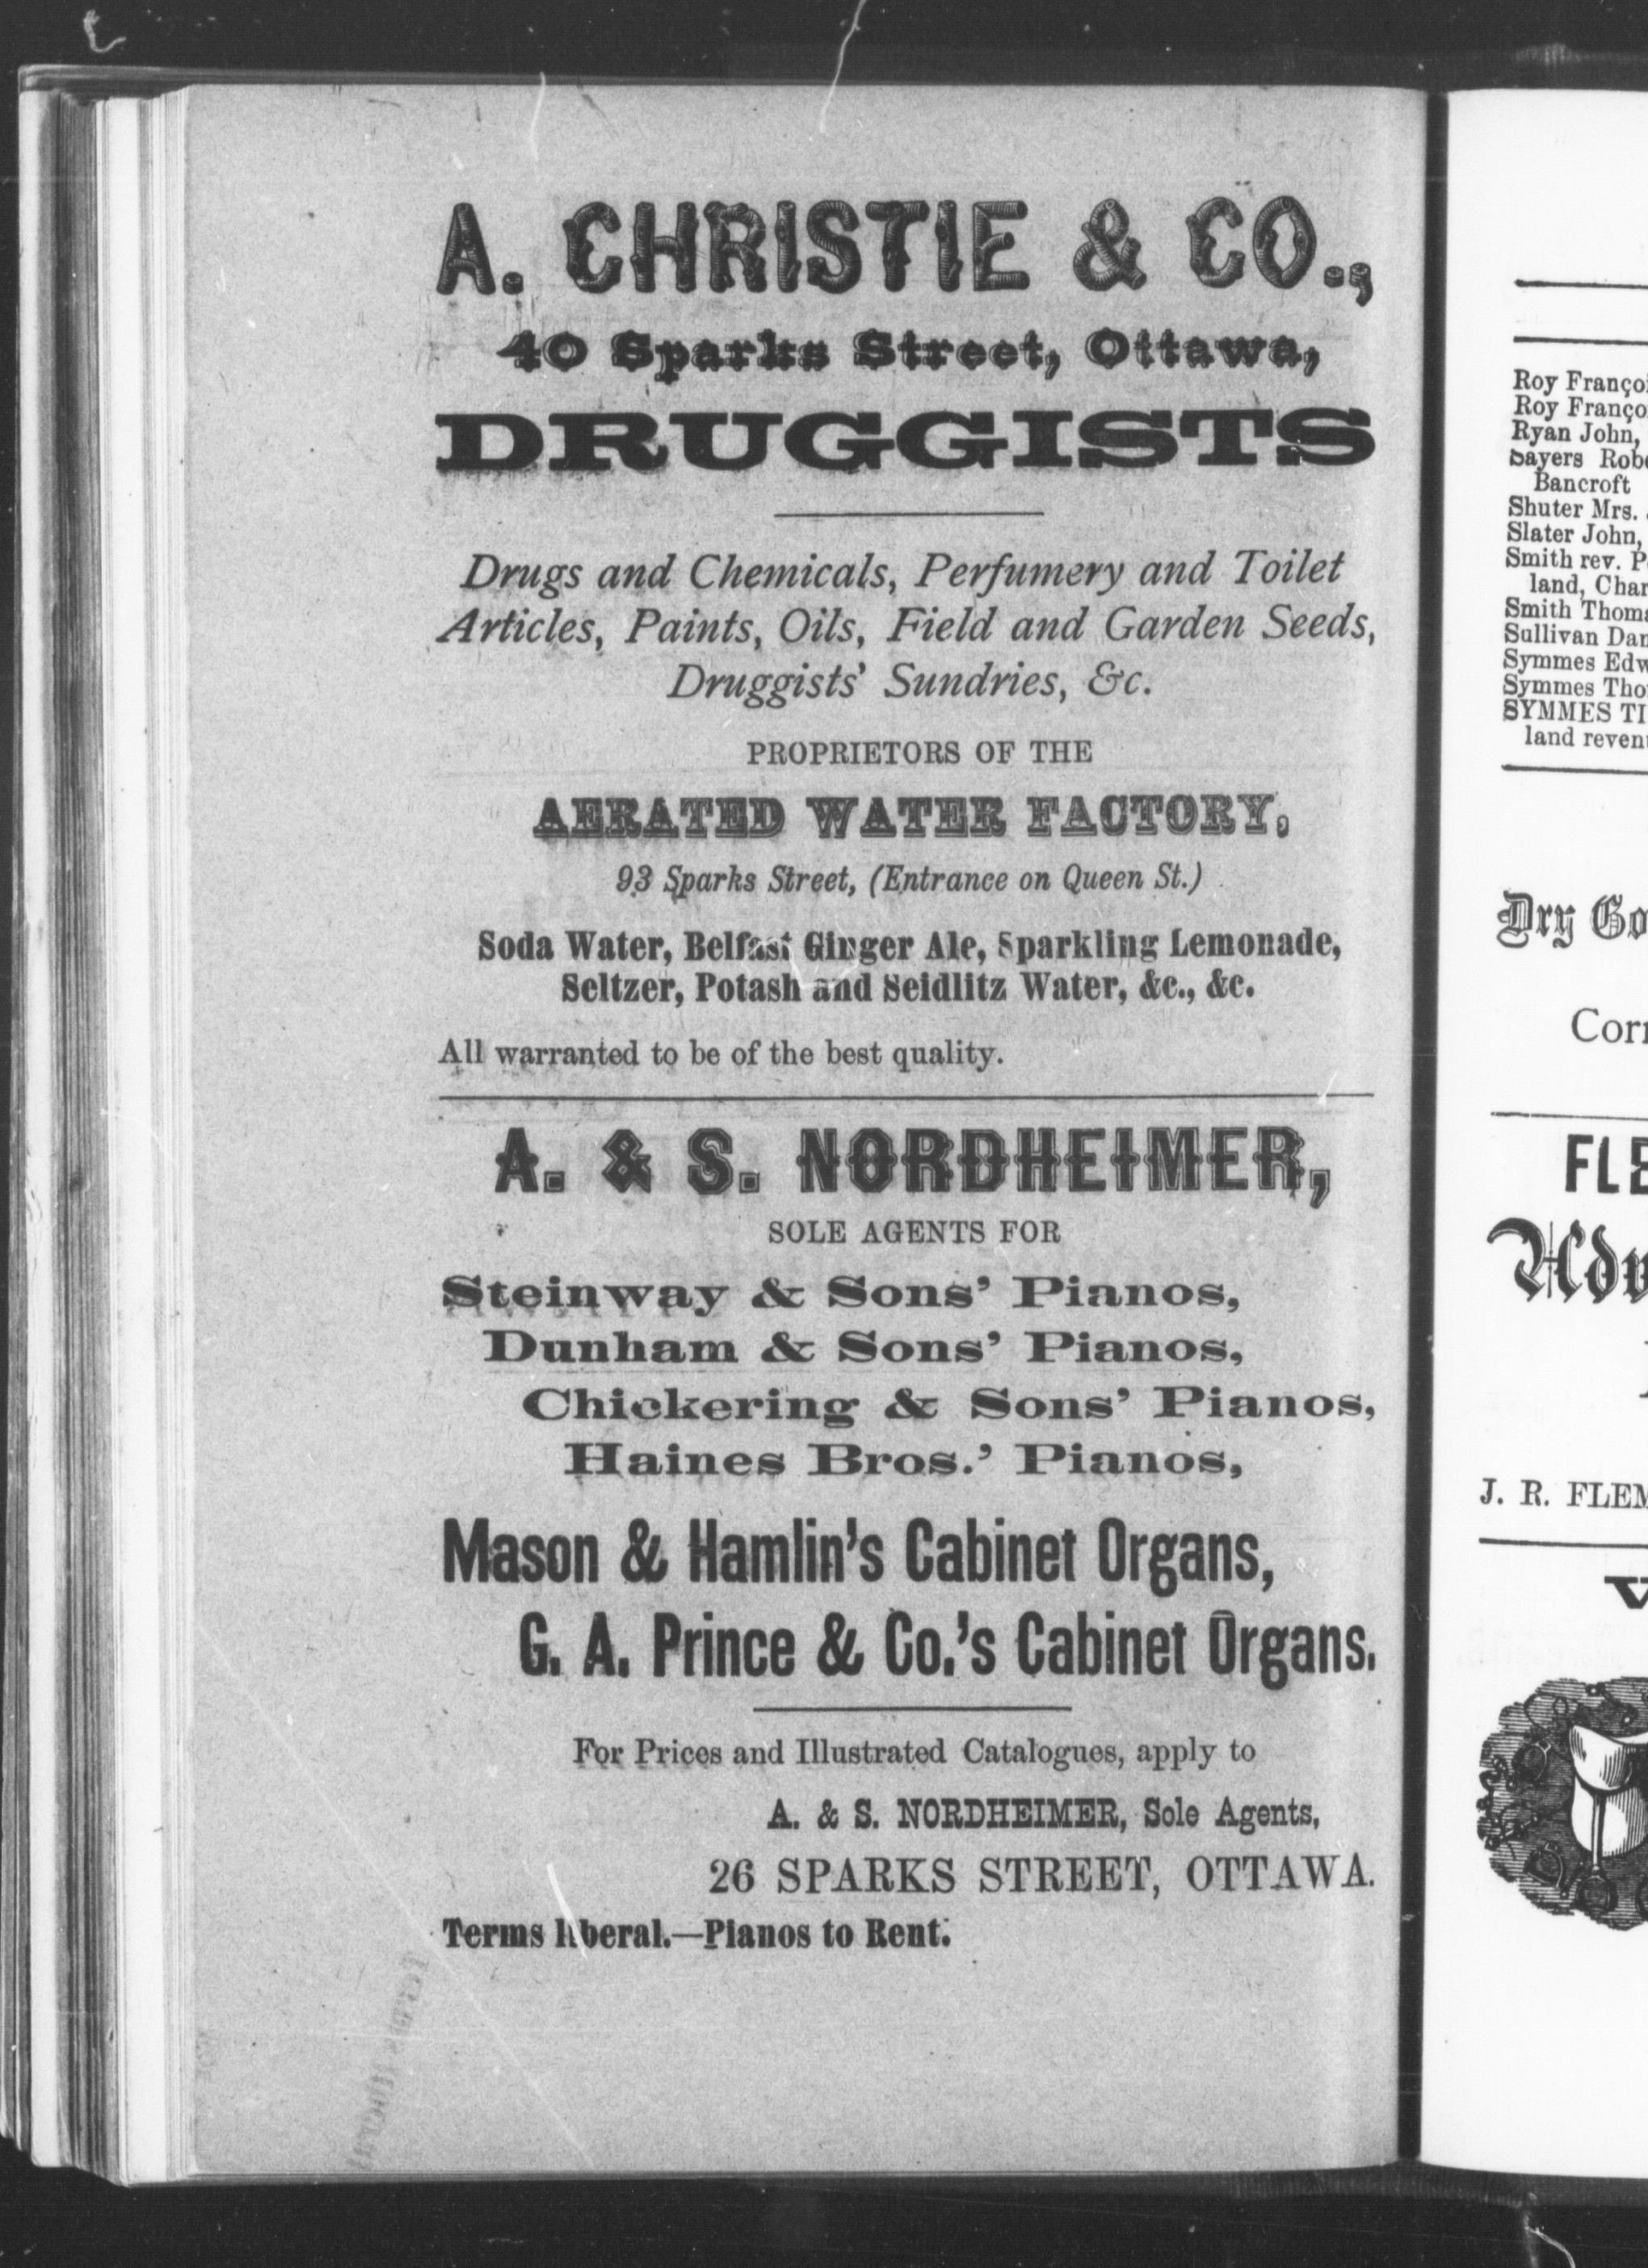 A. CHRISTIE & CO.,
40 Sparks Street, Ottawa,
DRUGGISTS
Drugs and Chemicals, Perfumery and Toilet
Articles, Paints, Oils, Field and Garden Seeds,
Druggists' Sundries, &c.
PROPRIETORS OF THE
AERATED WATER FACTORY,
93 Sparks Street, (Entrance on Queen St.)
Soda Water, Belfast Ginger Ale, Sparkling Lemonade,
Seltzer, Potash and Seidlitz Water, &c., &c.
All warranted to be of the best quality.
A. & S. NORDHEIMER,
SOLE AGENTS FOR
Steinway & Sons' Pianos,
Dunham & Sons' Pianos,
Chickering & Sons' Pianos,
Haines Bros.' Pianos,
Mason & Hamlin's Cabinet Organs,
G. A. Prince & Co.'s Cabinet Organs.
For Prices and Illustrated Catalogues, apply to
A. & S. NORDHEIMER, Sole Agents,
26 SPARKS STREET, OTTAWA.
Terms liberal.—Pianos to Rent.
Roy
Roy
Ryan John,
Sayers
Bancroft
Shuter Mrs.
Slater John,
Smith rev.
land,
Smith
Sullivan
Symmes
Symmes
SYMMES
land
Dry
J. R.